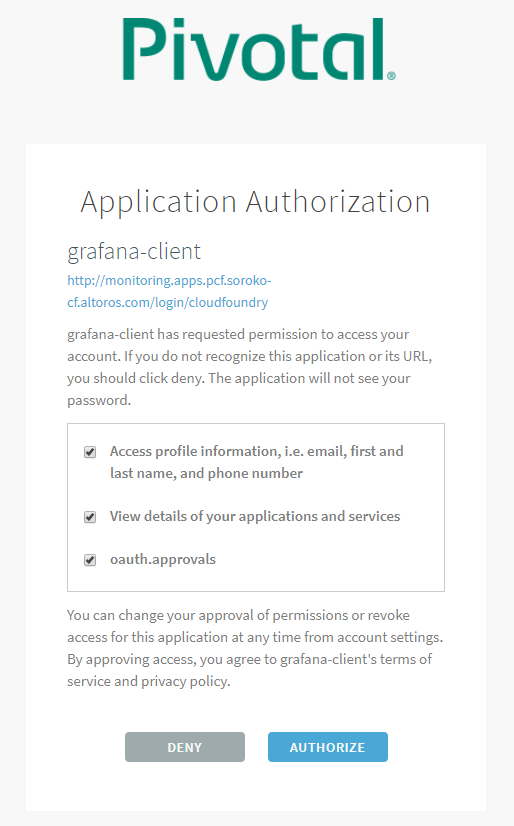 Pivotal®
Application Authorization
grafana-client
http://monitoring.apps.pcf.soroko-
cf.altoros.com/login/cloudfoundry
grafana-client has requested permission to access your
account. If you do not recognize this application or its URL,
you should click deny. The application will not see your
password.
Access profile information, i.e. email, first and
last name, and phone number
View details of your applications and services
oauth.approvals
You can change your approval of permissions or revoke
access for this application at any time from account settings.
By approving access, you agree to grafana-client's terms of
service and privacy policy.
DENY
AUTHORIZE